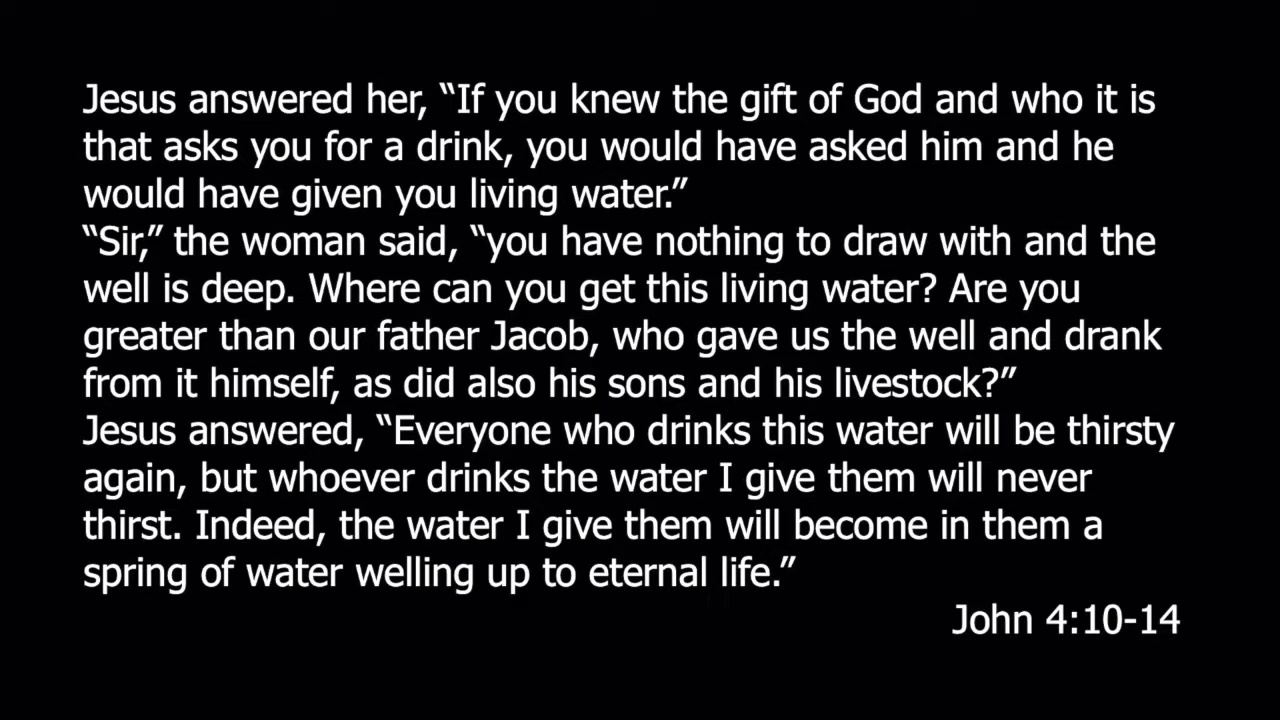 Jesus answered her, “If you knew the gift of God and who it is
that asks you for a drink, you would have asked him and he
would have given you living water.”
“Sir,” the woman said, “you have nothing to draw with and the
well is deep. Where can you get this living water? Are you
greater than our father Jacob, who gave us the well and drank
from it himself, as did also his sons and his livestock?”
Jesus answered, “Everyone who drinks this water will be thirsty
again, but whoever drinks the water I give them will never
thirst. Indeed, the water I give them will become in them a
spring of water welling up to eternal life.”
John 4:10-14